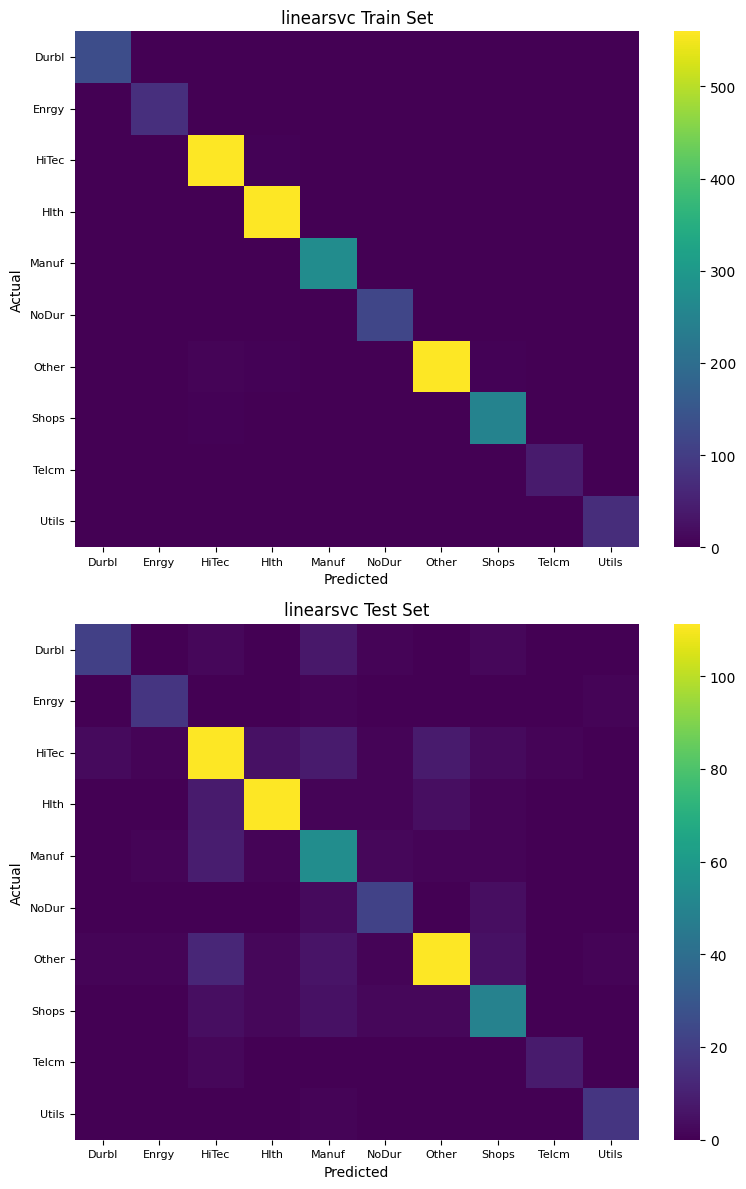 linearsvc Train Set
Actual
Durbl
Enrgy
HiTec
Hlth
Manuf
NoDur
Other
Shops
Telcm
Utils
Durbl Enrgy HiTec Hlth Manuf NoDur Other Shops Telcm Utils
Predicted
500
400
300
200
100
0
linearsvc Test Set
Actual
Durbl
Enrgy
HiTec
Hlth
Manuf
NoDur
Other
Shops
Telcm
Utils
Durbl Enrgy HiTec Hlth Manuf NoDur Other Shops Telcm Utils
Predicted
100
80
60
40
20
0